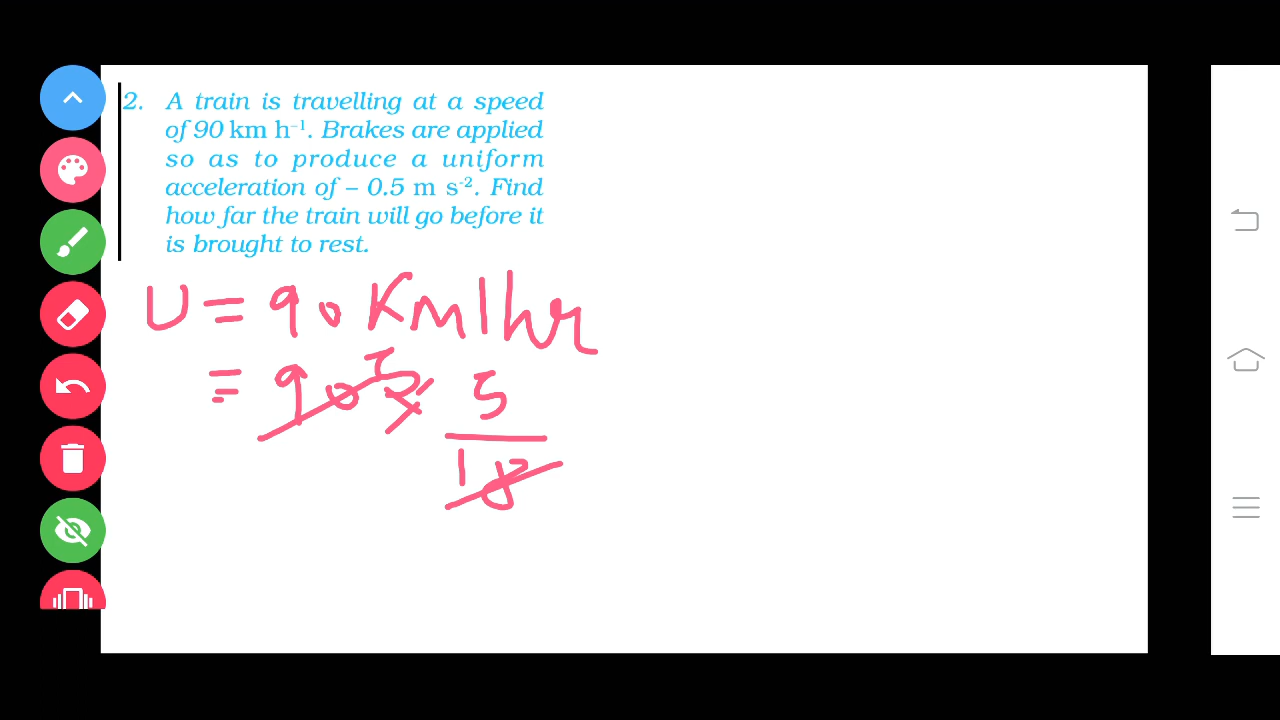 2. A train is travelling at a speed
of 90 km h⁻¹. Brakes are applied
so as to produce a uniform
acceleration of – 0.5 m s⁻². Find
how far the train will go before it
is brought to rest.
U = 90 Km/hr
= 90 5 × 5
18